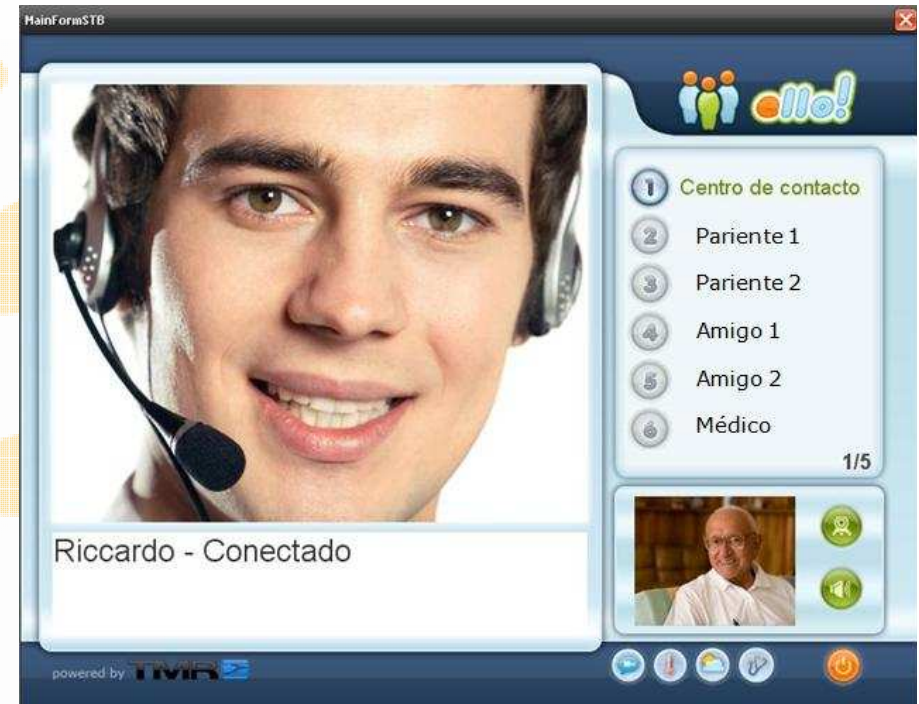 MainFormSTB
ollo!
1 Centro de contacto
2 Pariente 1
3 Pariente 2
4 Amigo 1
5 Amigo 2
6 Médico
1/5
Riccardo - Conectado
powered by TMR